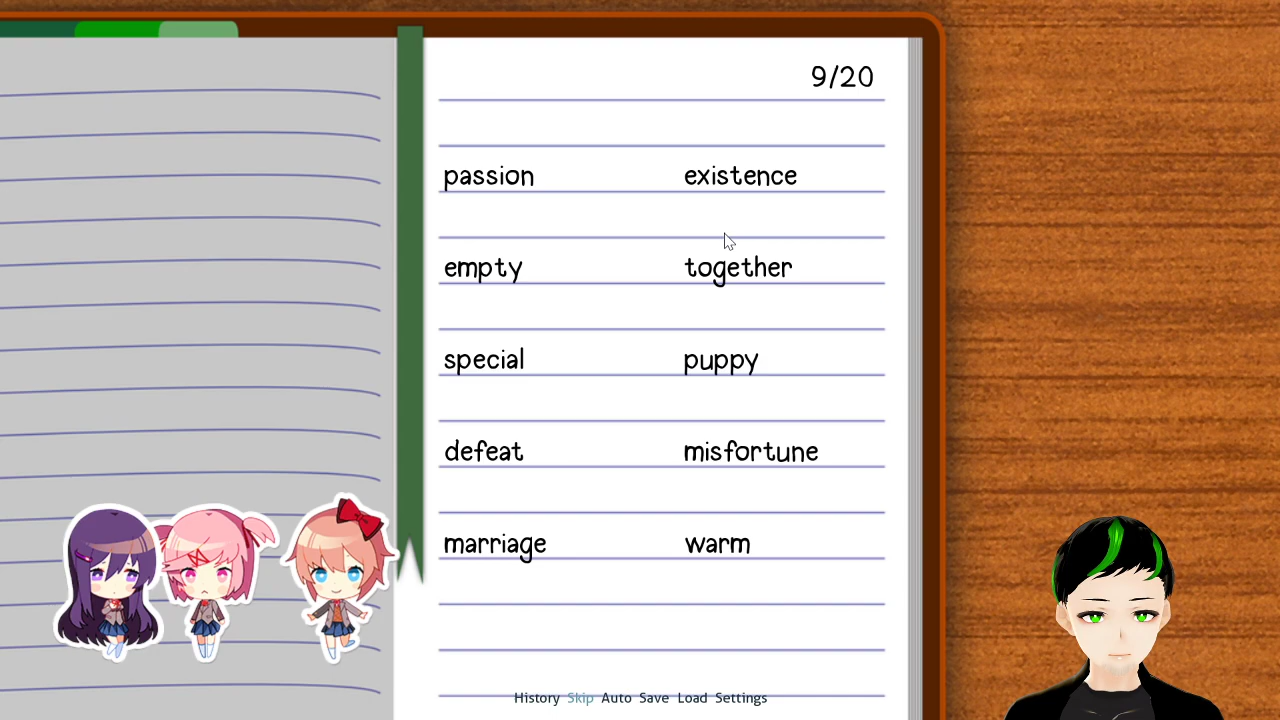 9/20
passion existence
empty together
special puppy
defeat misfortune
marriage warm
History Skip Auto Save Load Settings